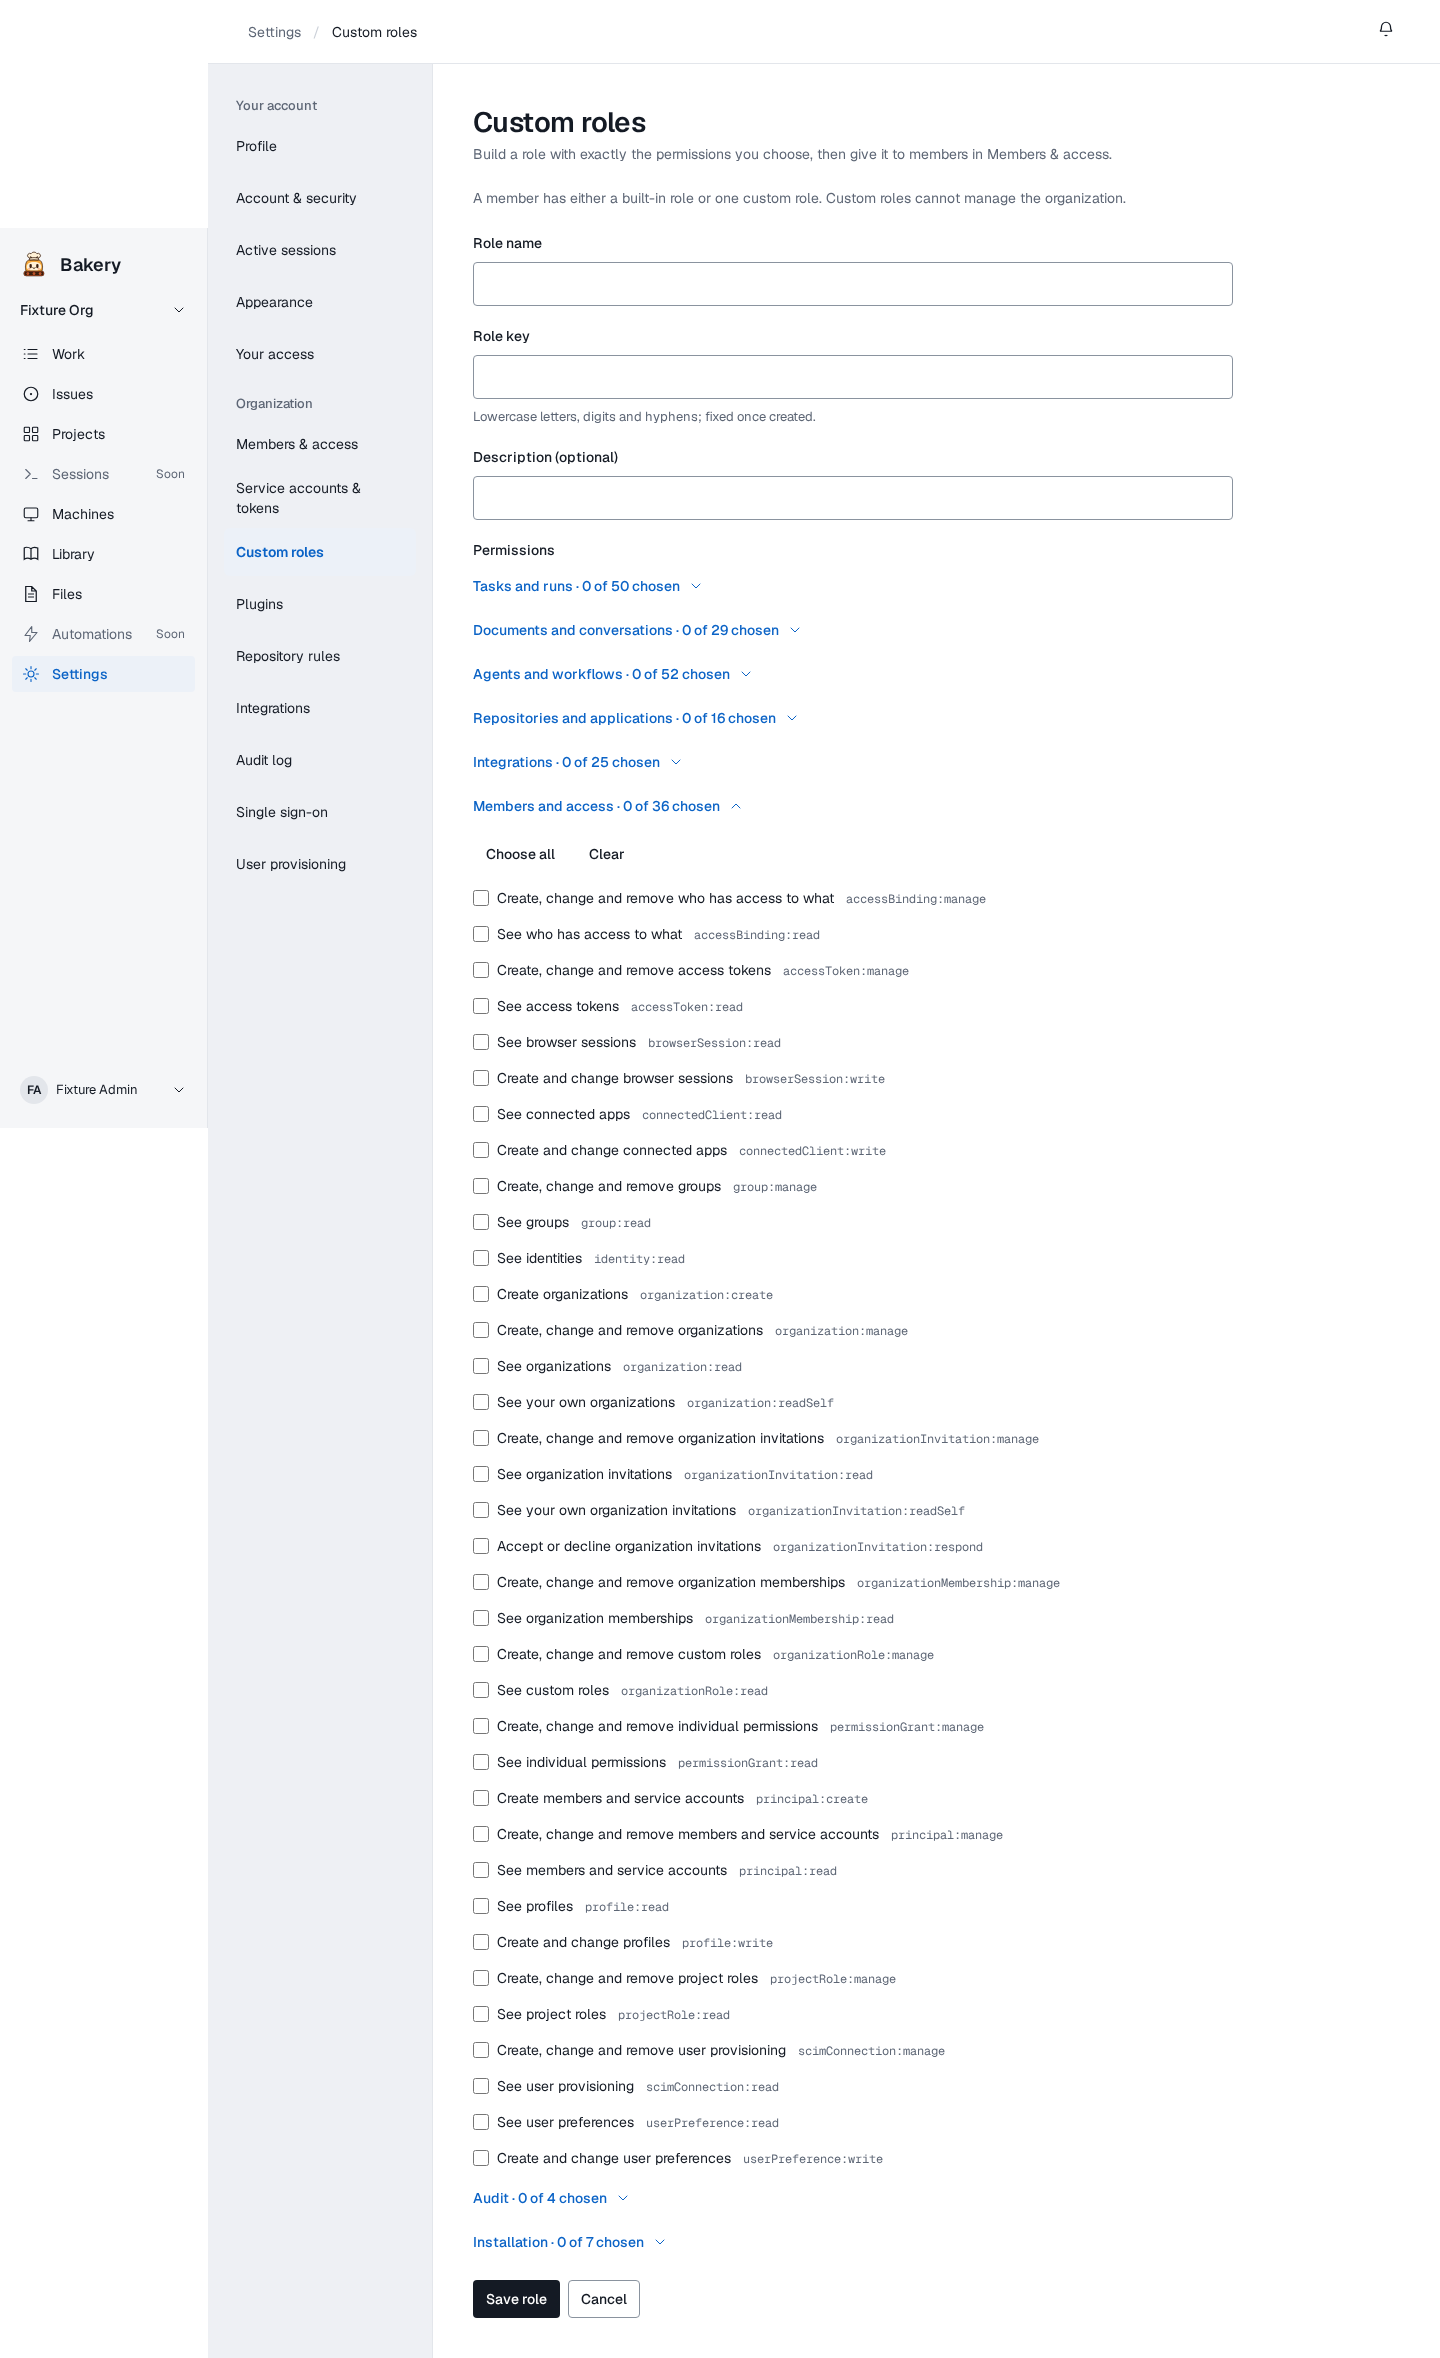 Settings / Custom roles
Bakery
Fixture Org
Work
Issues
Projects
Sessions Soon
Machines
Library
Files
Automations Soon
Settings
FA Fixture Admin
Your account
Profile
Account & security
Active sessions
Appearance
Your access
Organization
Members & access
Service accounts &
tokens
Custom roles
Plugins
Repository rules
Integrations
Audit log
Single sign-on
User provisioning
Custom roles
Build a role with exactly the permissions you choose, then give it to members in Members & access.
A member has either a built-in role or one custom role. Custom roles cannot manage the organization.
Role name
Role key
Lowercase letters, digits and hyphens; fixed once created.
Description (optional)
Permissions
Tasks and runs · 0 of 50 chosen
Documents and conversations · 0 of 29 chosen
Agents and workflows · 0 of 52 chosen
Repositories and applications · 0 of 16 chosen
Integrations · 0 of 25 chosen
Members and access · 0 of 36 chosen
Choose all Clear
Create, change and remove who has access to what accessBinding:manage
See who has access to what accessBinding:read
Create, change and remove access tokens accessToken:manage
See access tokens accessToken:read
See browser sessions browserSession:read
Create and change browser sessions browserSession:write
See connected apps connectedClient:read
Create and change connected apps connectedClient:write
Create, change and remove groups group:manage
See groups group:read
See identities identity:read
Create organizations organization:create
Create, change and remove organizations organization:manage
See organizations organization:read
See your own organizations organization:readSelf
Create, change and remove organization invitations organizationInvitation:manage
See organization invitations organizationInvitation:read
See your own organization invitations organizationInvitation:readSelf
Accept or decline organization invitations organizationInvitation:respond
Create, change and remove organization memberships organizationMembership:manage
See organization memberships organizationMembership:read
Create, change and remove custom roles organizationRole:manage
See custom roles organizationRole:read
Create, change and remove individual permissions permissionGrant:manage
See individual permissions permissionGrant:read
Create members and service accounts principal:create
Create, change and remove members and service accounts principal:manage
See members and service accounts principal:read
See profiles profile:read
Create and change profiles profile:write
Create, change and remove project roles projectRole:manage
See project roles projectRole:read
Create, change and remove user provisioning scimConnection:manage
See user provisioning scimConnection:read
See user preferences userPreference:read
Create and change user preferences userPreference:write
Audit · 0 of 4 chosen
Installation · 0 of 7 chosen
Save role Cancel